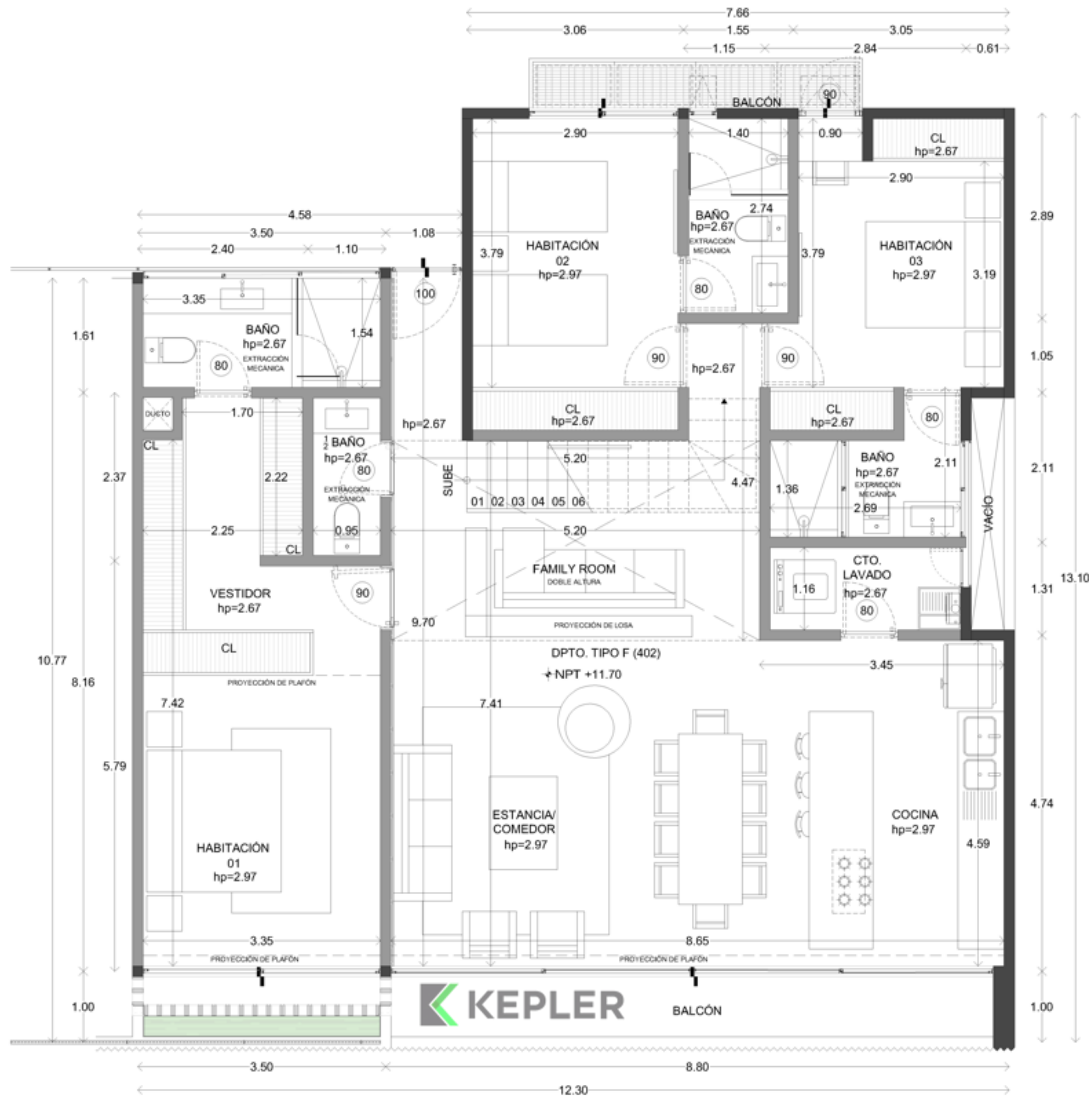 7.66
3.06 1.55 3.05
1.15 2.84 0.61
90
BALCÓN
2.90 1.40 0.90
CL
hp=2.67
2.90
4.58
3.50 1.08
2.40 1.10
2.89
BAÑO
hp=2.67
EXTRACCIÓN
MECÁNICA
2.74
HABITACIÓN
02
hp=2.97
3.79
3.79
HABITACIÓN
03
hp=2.97
3.19
80
100
3.35
1.61
BAÑO
hp=2.67
EXTRACCIÓN
MECÁNICA
1.54
80
90
hp=2.67
90
1.05
DUCTO
1.70
CL
hp=2.67
CL
hp=2.67
80
CL
½ BAÑO
hp=2.67
EXTRACCIÓN
MECÁNICA
80
hp=2.67
SUBE
5.20
4.47
01 02 03 04 05 06
5.20
BAÑO
hp=2.67
EXTRACCIÓN
MECÁNICA
1.36
2.69
2.11
VACÍO
2.11
2.37
2.22
2.25
0.95
CL
FAMILY ROOM
DOBLE ALTURA
CTO.
LAVADO
hp=2.67
1.16
80
1.31
13.10
VESTIDOR
hp=2.67
90
9.70
PROYECCIÓN DE LOSA
CL
PROYECCIÓN DE PLAFÓN
DPTO. TIPO F (402)
NPT +11.70
3.45
10.77
8.16
7.42
7.41
5.79
4.74
ESTANCIA/
COMEDOR
hp=2.97
COCINA
hp=2.97
4.59
HABITACIÓN
01
hp=2.97
3.35
8.65
PROYECCIÓN DE PLAFÓN
PROYECCIÓN DE PLAFÓN
1.00
KEPLER
BALCÓN
1.00
3.50 8.80
12.30